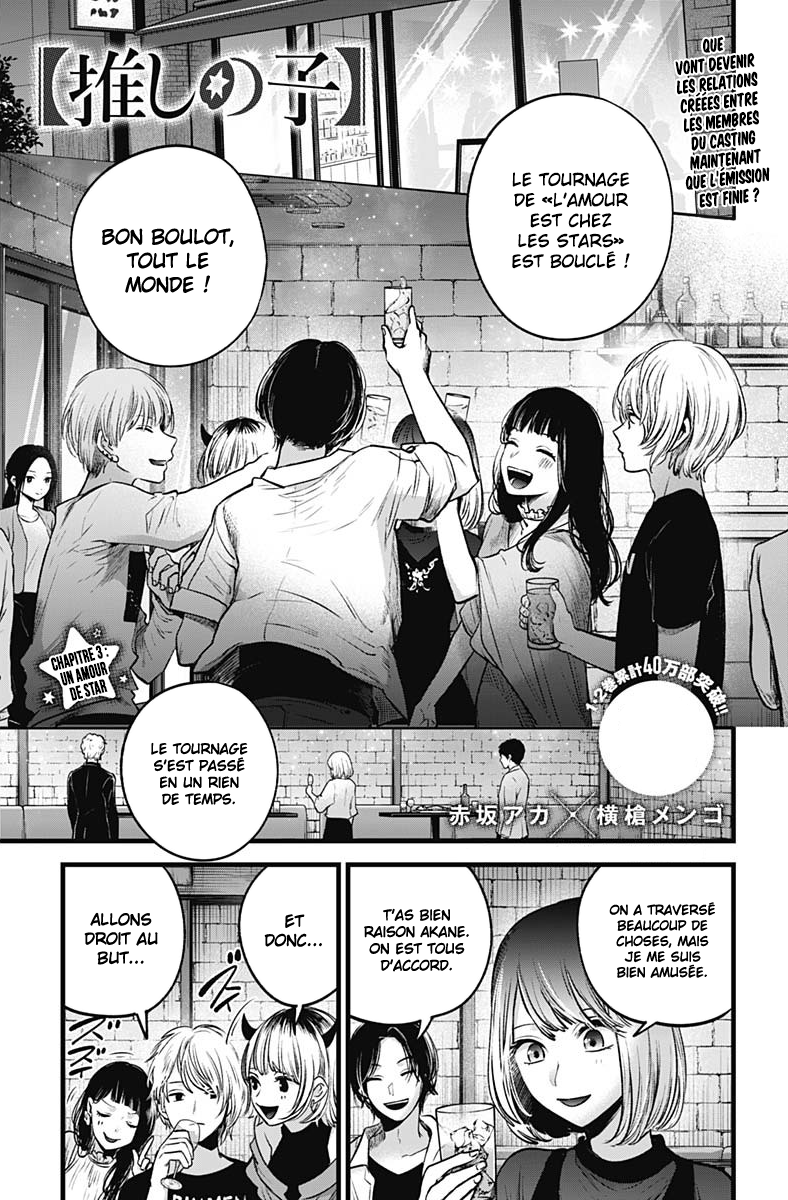 【推しの子】
QUE
VONT DEVENIR
LES RELATIONS
CRÉÉES ENTRE
LES MEMBRES
DU CASTING
MAINTENANT
QUE L'ÉMISSION
EST FINIE ?
LE TOURNAGE
DE «L'AMOUR
EST CHEZ
LES STARS»
EST BOUCLÉ !
BON BOULOT,
TOUT LE
MONDE !
CHAPITRE 3 :
UN AMOUR
DE STAR
1、2巻累計40万部突破!!
LE TOURNAGE
S'EST PASSÉ
EN UN RIEN
DE TEMPS.
赤坂アカ×横槍メンゴ
ALLONS
DROIT AU
BUT...
ET
DONC...
T'AS BIEN
RAISON AKANE.
ON EST TOUS
D'ACCORD.
ON A TRAVERSÉ
BEAUCOUP DE
CHOSES, MAIS
JE ME SUIS
BIEN AMUSÉE.
ズズ
ズイ